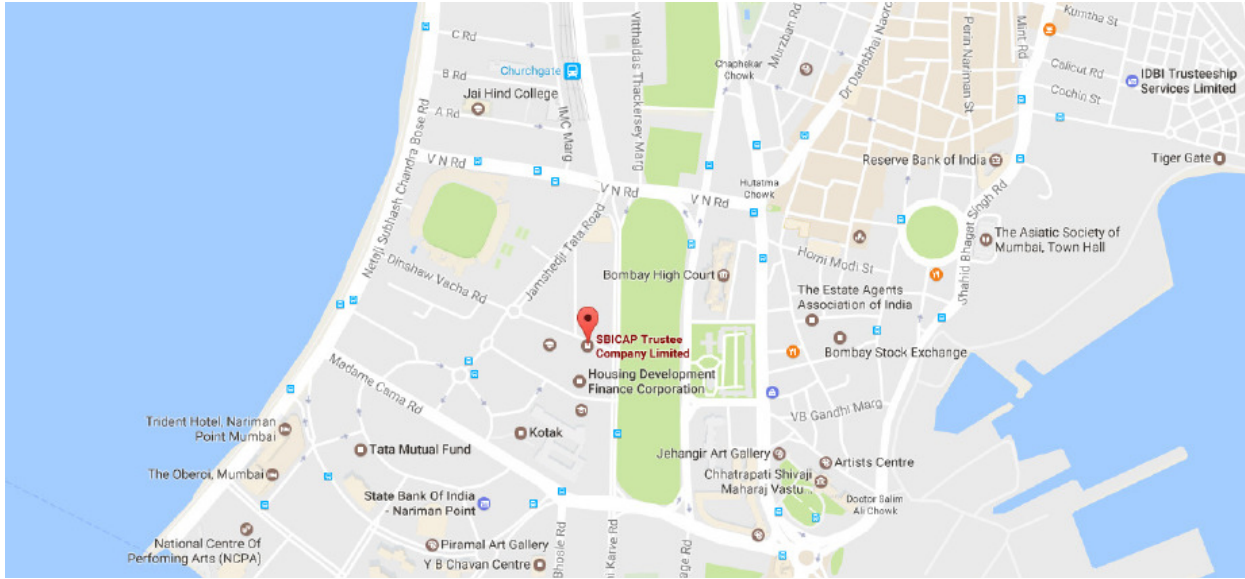 C Rd
B Rd
A Rd
Churchgate
Jai Hind College
IMC Marg
Vitthaldas Thackersey Marg
Chaphekar
Chowk
Murzban Rd
Dr Dadabhai Naoro
Perin Nariman St
Mint Rd
Kumtha St
Calicut Rd
Cochin St
IDBI Trusteeship
Services Limited
Tiger Gate
Reserve Bank of India
V N Rd
V N Rd
V N Rd
Hutatma
Chowk
Netaji Subhash Chandra Bose Rd
Jamshedji Tata Road
Dinshaw Vacha Rd
Bombay High Court
Homi Modi St
Shahid Bhagat Singh Rd
The Asiatic Society of
Mumbai, Town Hall
The Estate Agents
Association of India
Bombay Stock Exchange
SBICAP Trustee
Company Limited
Housing Development
Finance Corporation
Madame Cama Rd
VB Gandhi Marg
Trident Hotel, Nariman
Point Mumbai
Tata Mutual Fund
Kotak
Jehangir Art Gallery
Artists Centre
Chhatrapati Shivaji
Maharaj Vastu...
The Oberoi, Mumbai
State Bank Of India
- Nariman Point
Doctor Salim
Ali Chowk
National Centre Of
Perfoming Arts (NCPA)
Piramal Art Gallery
Y B Chavan Centre
Bhosle Rd
i Karve Rd
age Rd